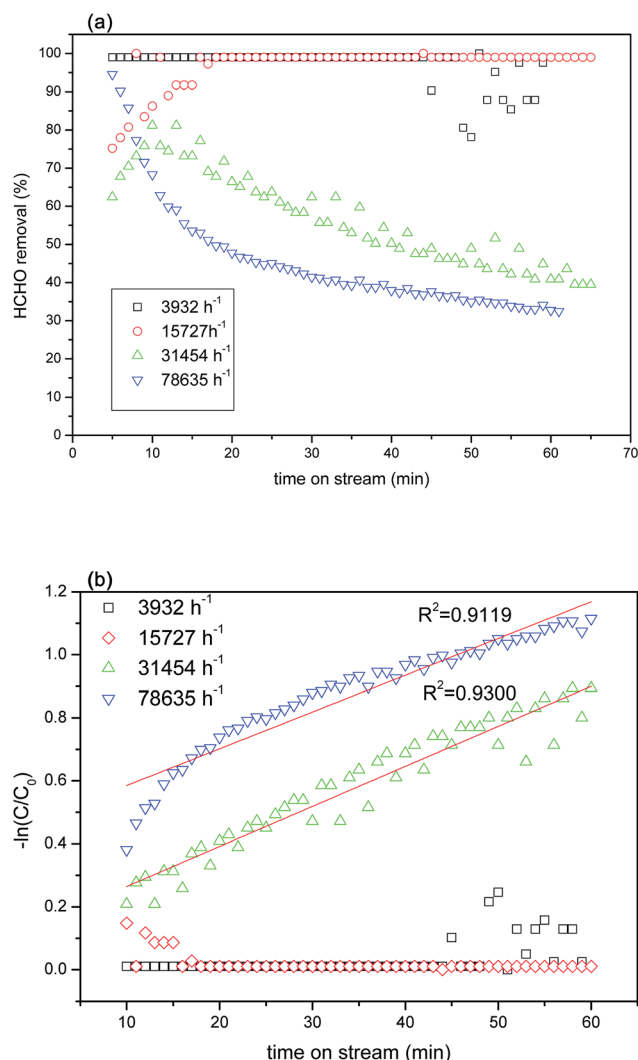 (a)
100
90
80
70
60
50
40
30
20
10
0
HCHO removal (%)
3932 h⁻¹
15727h⁻¹
31454 h⁻¹
78635 h⁻¹
0 10 20 30 40 50 60 70
time on stream (min)
(b)
1.2
1.0
0.8
0.6
0.4
0.2
0.0
-ln(C/C₀)
3932 h⁻¹
15727 h⁻¹
31454 h⁻¹
78635 h⁻¹
R²=0.9119
R²=0.9300
10 20 30 40 50 60
time on stream (min)